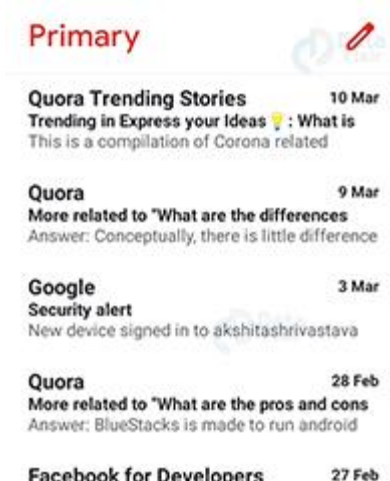 Primary
Quora Trending Stories 10 Mar
Trending in Express your Ideas💡: What is
This is a compilation of Corona related
Quora 9 Mar
More related to "What are the differences
Answer: Conceptually, there is little difference
Google 3 Mar
Security alert
New device signed in to akshitashrivastava
Quora 28 Feb
More related to "What are the pros and cons
Answer: BlueStacks is made to run android
Facebook for Developers 27 Feb